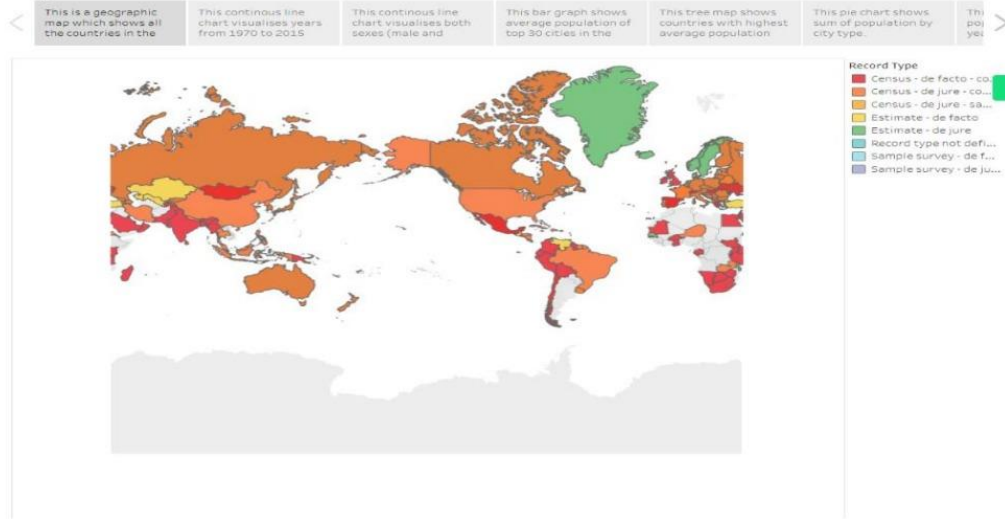 This is a geographic
map which shows all
the countries in the
This continous line
chart visualises years
from 1970 to 2015
This continous line
chart visualises both
sexes (male and
This bar graph shows
average population of
top 30 cities in the
This tree map shows
countries with highest
average population
This pie chart shows
sum of population by
city type.
Record Type
Census - de facto - co...
Census - de jure - co...
Census - de jure - sa...
Estimate - de facto
Estimate - de jure
Record type not defi...
Sample survey - de f...
Sample survey - de ju...